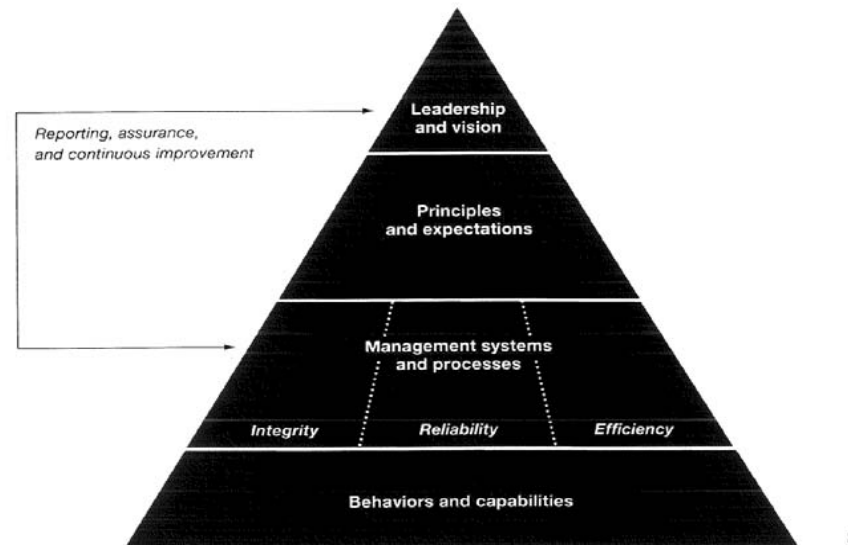 Leadership
and vision
Reporting, assurance,
and continuous improvement
Principles
and expectations
Management systems
and processes
Integrity
Reliability
Efficiency
Behaviors and capabilities